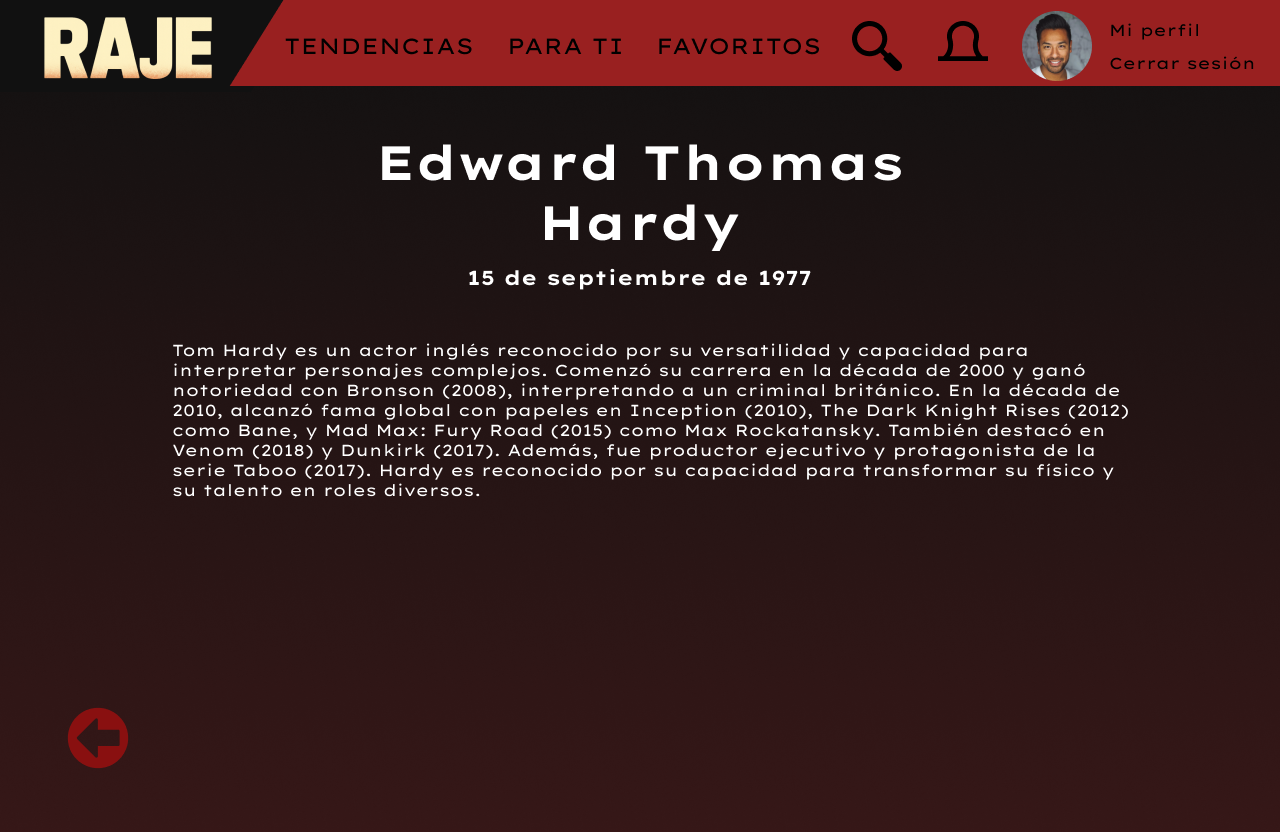 RAJE
TENDENCIAS
PARA TI
FAVORITOS
Mi perfil
Cerrar sesión
Edward Thomas
Hardy
15 de septiembre de 1977
Tom Hardy es un actor inglés reconocido por su versatilidad y capacidad para
interpretar personajes complejos. Comenzó su carrera en la década de 2000 y ganó
notoriedad con Bronson (2008), interpretando a un criminal británico. En la década de
2010, alcanzó fama global con papeles en Inception (2010), The Dark Knight Rises (2012)
como Bane, y Mad Max: Fury Road (2015) como Max Rockatansky. También destacó en
Venom (2018) y Dunkirk (2017). Además, fue productor ejecutivo y protagonista de la
serie Taboo (2017). Hardy es reconocido por su capacidad para transformar su físico y
su talento en roles diversos.